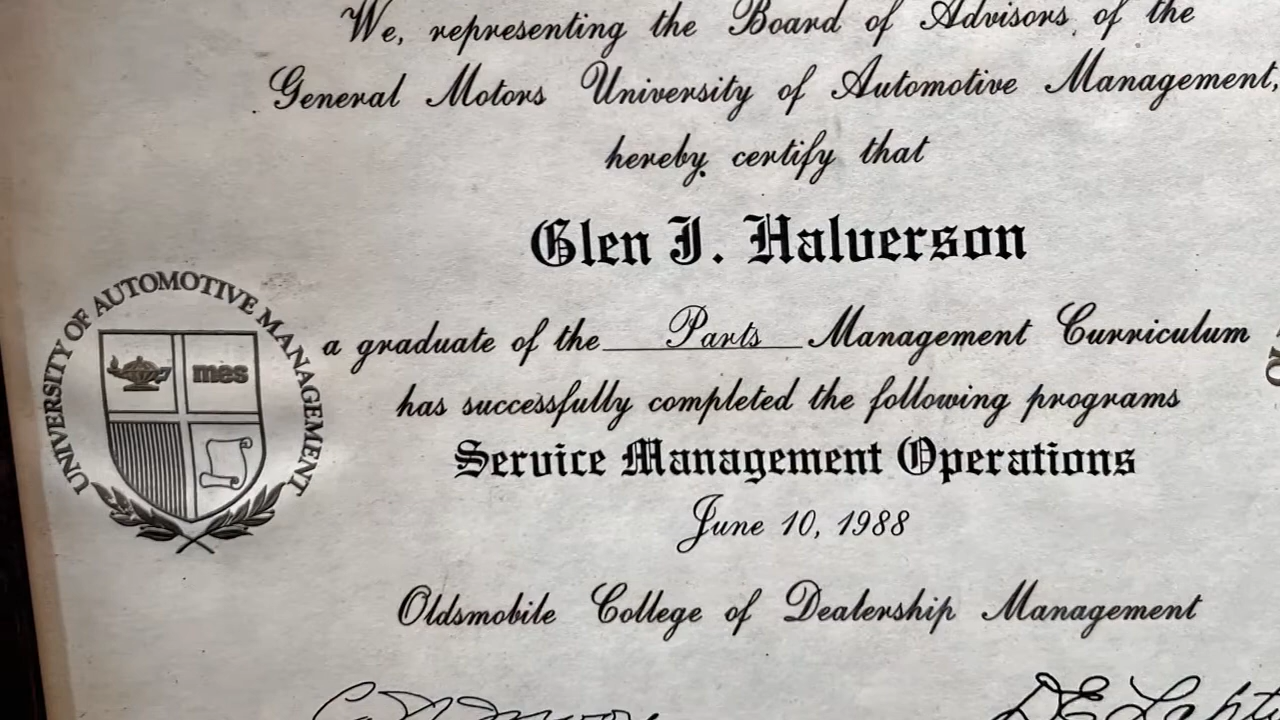 We, representing the Board of Advisors of the
General Motors University of Automotive Management,
hereby certify that
Glen J. Halverson
UNIVERSITY OF AUTOMOTIVE MANAGEMENT
mes
a graduate of the Parts Management Curriculum
has successfully completed the following programs
Service Management Operations
June 10, 1988
Oldsmobile College of Dealership Management